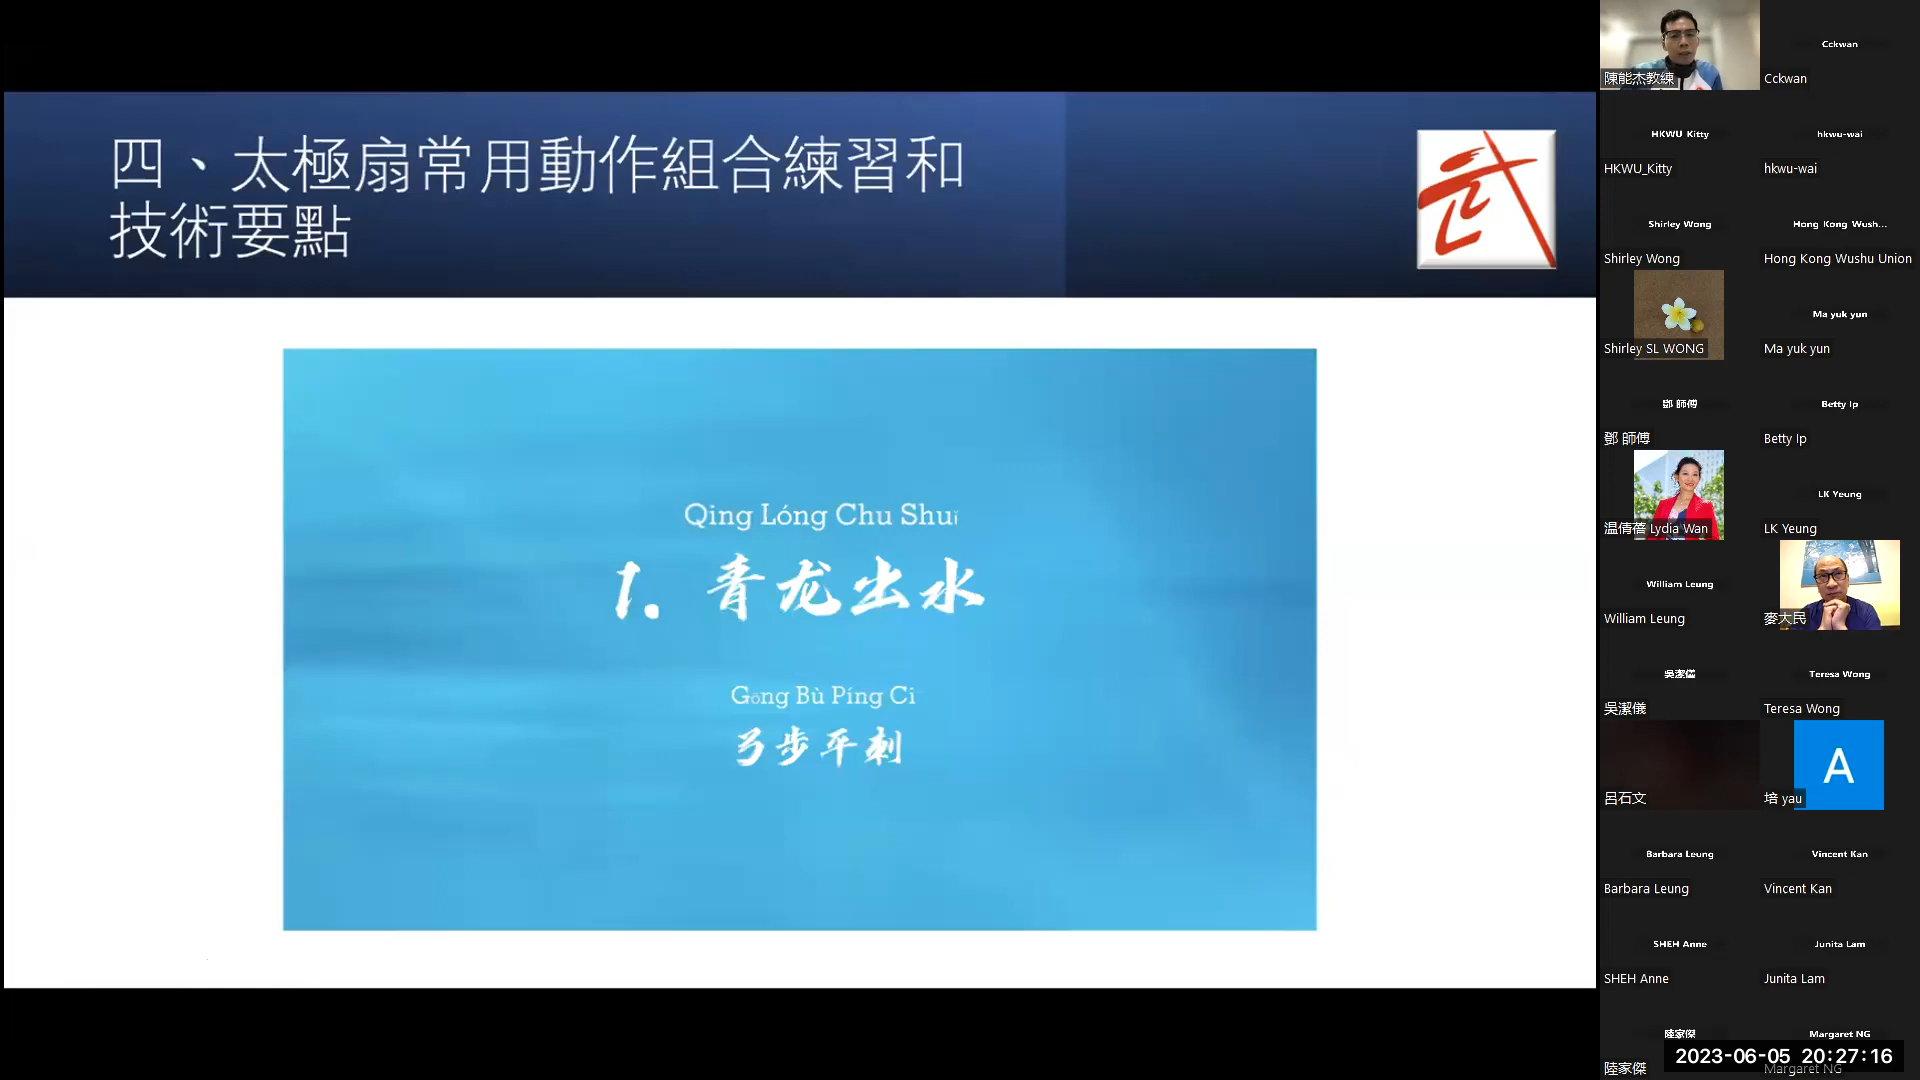 四、太極扇常用動作組合練習和
技術要點
Qing Lóng Chu Shuǐ
1. 青龙出水
Gōng Bù Píng Ci
弓步平刺
陳能杰教練
Cckwan
Cckwan
HKWU_Kitty
HKWU_Kitty
hkwu-wai
hkwu-wai
Shirley Wong
Shirley Wong
Hong Kong Wush...
Hong Kong Wushu Union
Shirley SL WONG
Ma yuk yun
Ma yuk yun
鄧 師傅
鄧 師傅
Betty Ip
Betty Ip
温倩蓓 Lydia Wan
LK Yeung
LK Yeung
William Leung
William Leung
麥大民
吳潔儀
吳潔儀
Teresa Wong
Teresa Wong
呂石文
A
培 yau
Barbara Leung
Barbara Leung
Vincent Kan
Vincent Kan
SHEH Anne
SHEH Anne
Junita Lam
Junita Lam
陸家傑
陸家傑
Margaret NG
Margaret NG
2023-06-05 20:27:16